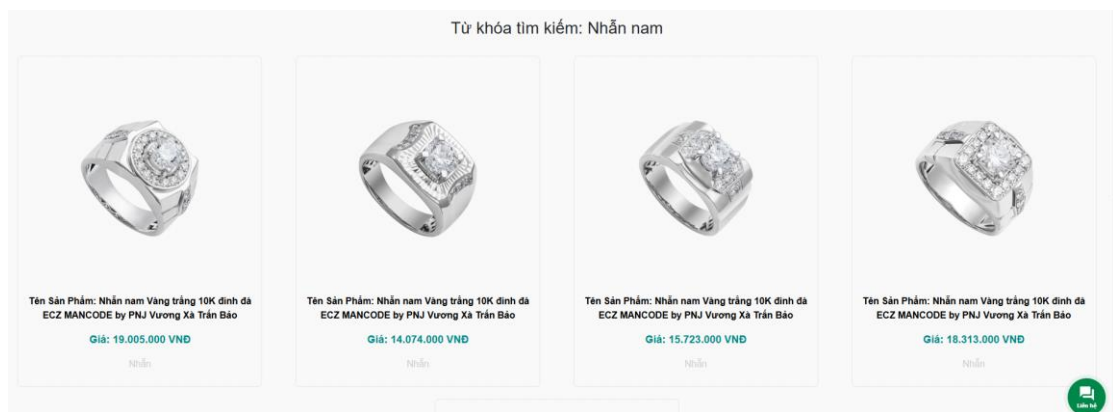 Từ khóa tìm kiếm: Nhẫn nam
Tên Sản Phẩm: Nhẫn nam Vàng trắng 10K đính đá
ECZ MANCODE by PNJ Vương Xà Trấn Bảo
Giá: 19.005.000 VNĐ
Nhẫn
Tên Sản Phẩm: Nhẫn nam Vàng trắng 10K đính đá
ECZ MANCODE by PNJ Vương Xà Trấn Bảo
Giá: 14.074.000 VNĐ
Nhẫn
Tên Sản Phẩm: Nhẫn nam Vàng trắng 10K đính đá
ECZ MANCODE by PNJ Vương Xà Trấn Bảo
Giá: 15.723.000 VNĐ
Nhẫn
Tên Sản Phẩm: Nhẫn nam Vàng trắng 10K đính đá
ECZ MANCODE by PNJ Vương Xà Trấn Bảo
Giá: 18.313.000 VNĐ
Nhẫn
Liên hệ